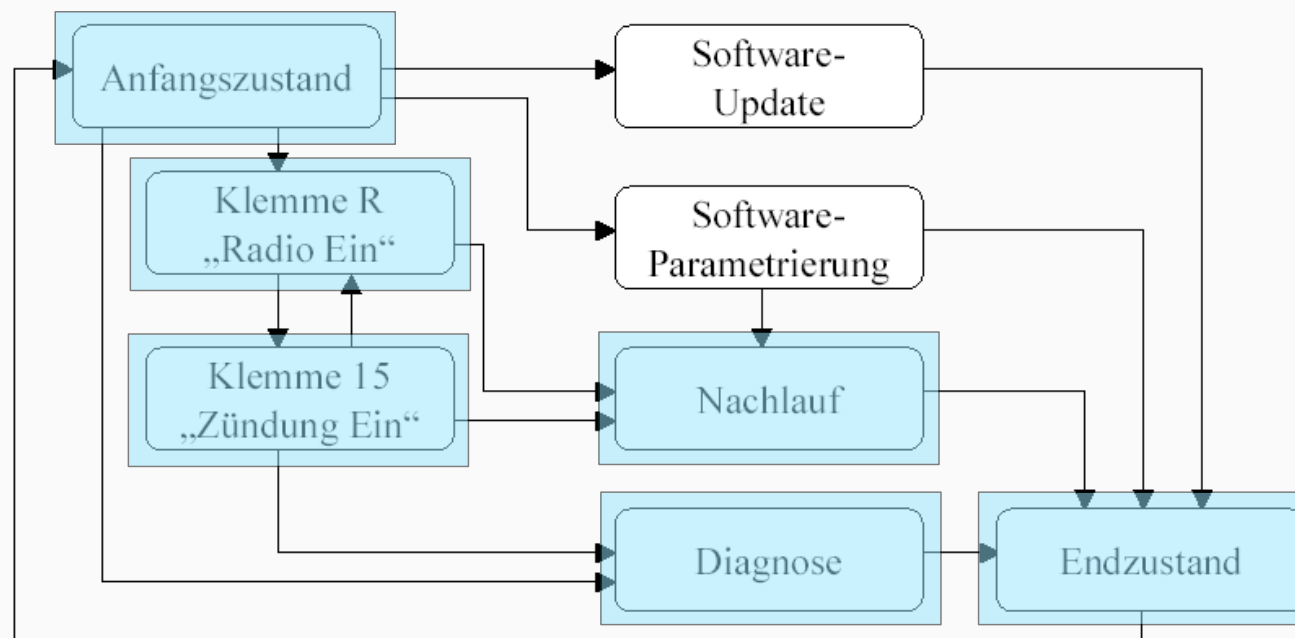 Anfangszustand
Software-
Update
Klemme R
„Radio Ein“
Software-
Parametrierung
Klemme 15
„Zündung Ein“
Nachlauf
Diagnose
Endzustand